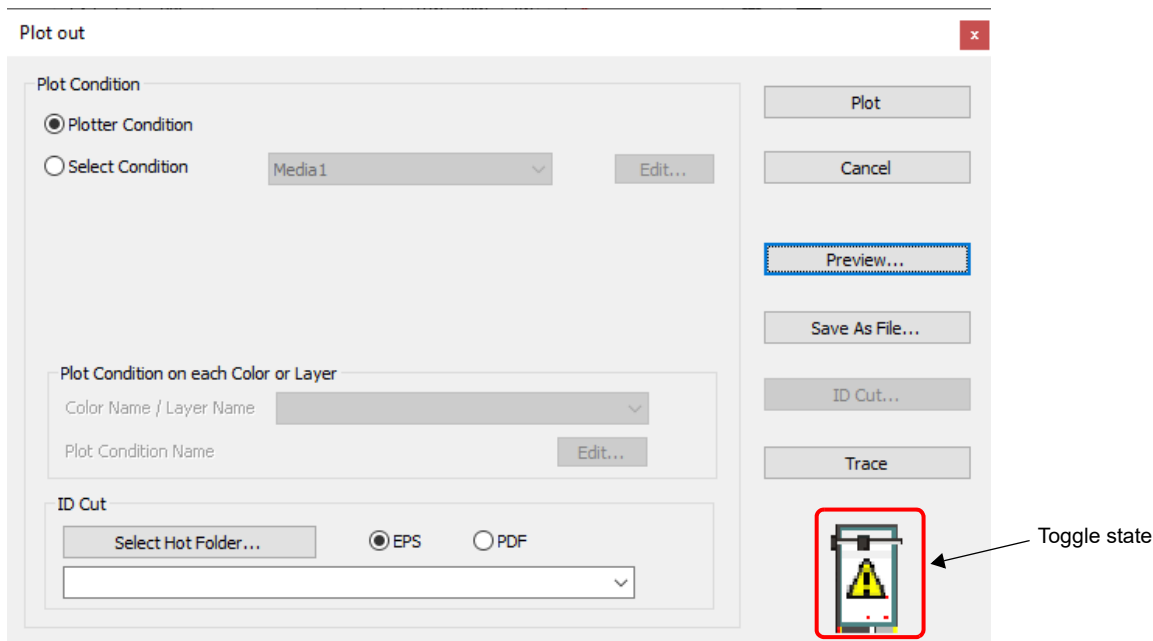 Plot out
x
Plot Condition
Plotter Condition
Select Condition
Media1
Edit...
Plot Condition on each Color or Layer
Color Name / Layer Name
Plot Condition Name
Edit...
ID Cut
Select Hot Folder...
EPS
PDF
Plot
Cancel
Preview...
Save As File...
ID Cut...
Trace
Toggle state